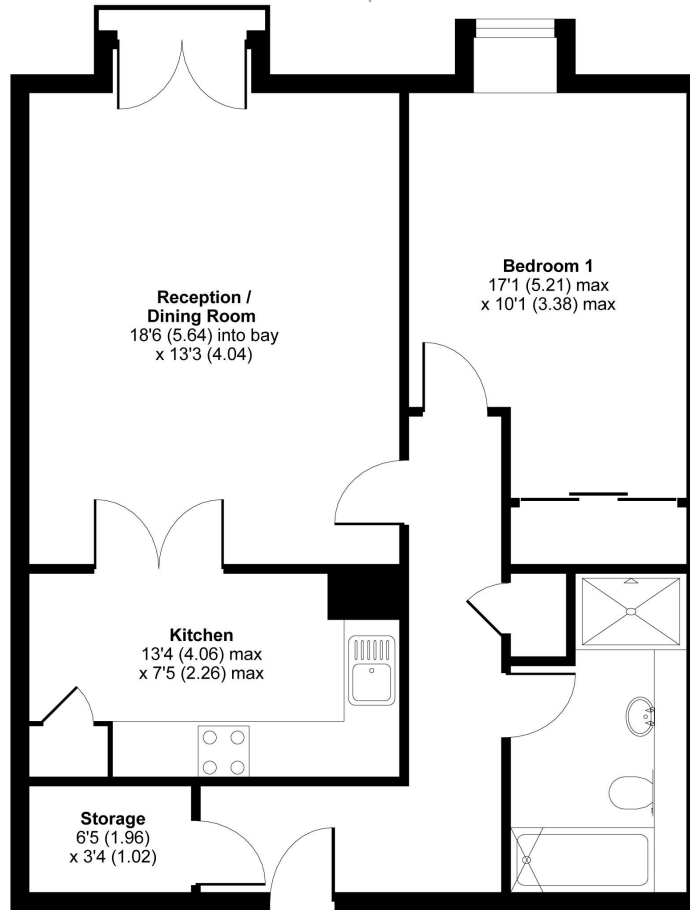 Reception /
Dining Room
18'6 (5.64) into bay
x 13'3 (4.04)
Bedroom 1
17'1 (5.21) max
x 10'1 (3.38) max
Kitchen
13'4 (4.06) max
x 7'5 (2.26) max
Storage
6'5 (1.96)
x 3'4 (1.02)